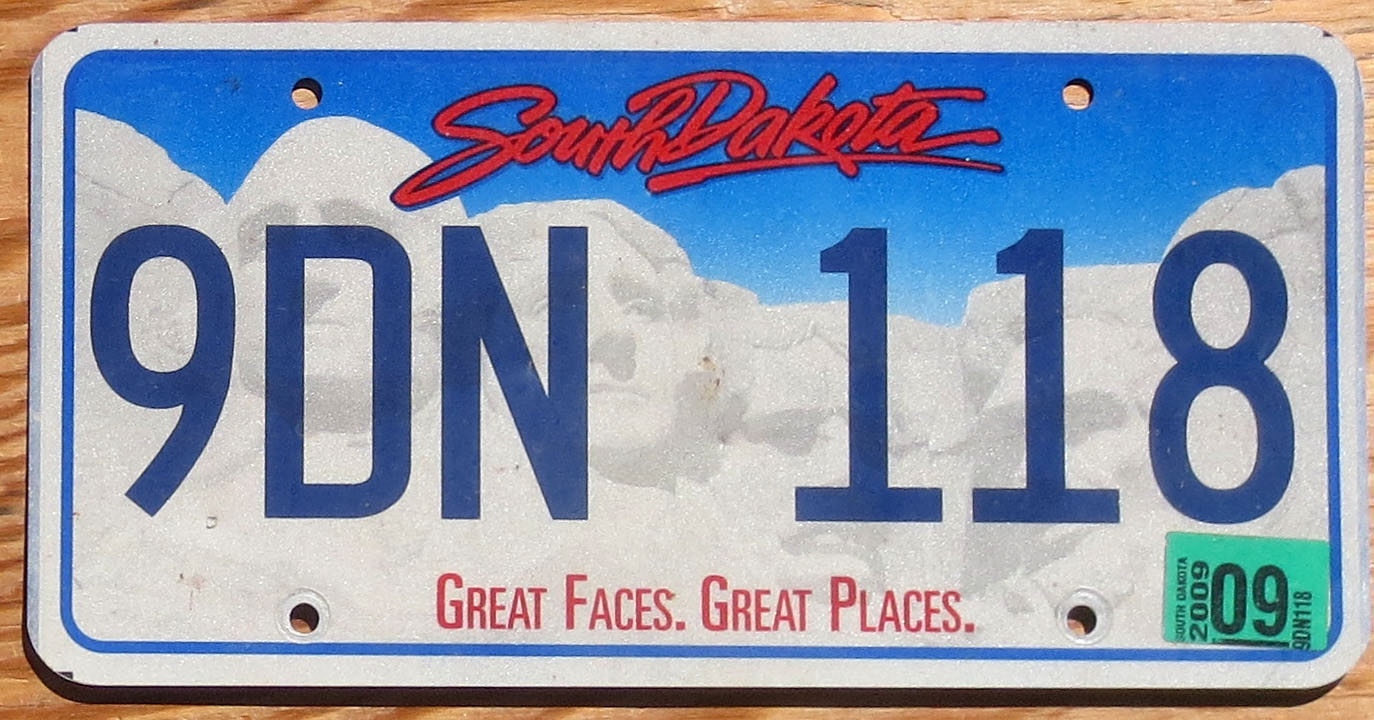 South Dakota
9DN 118
GREAT FACES. GREAT PLACES.
SOUTH DAKOTA
2009
09
9DN118